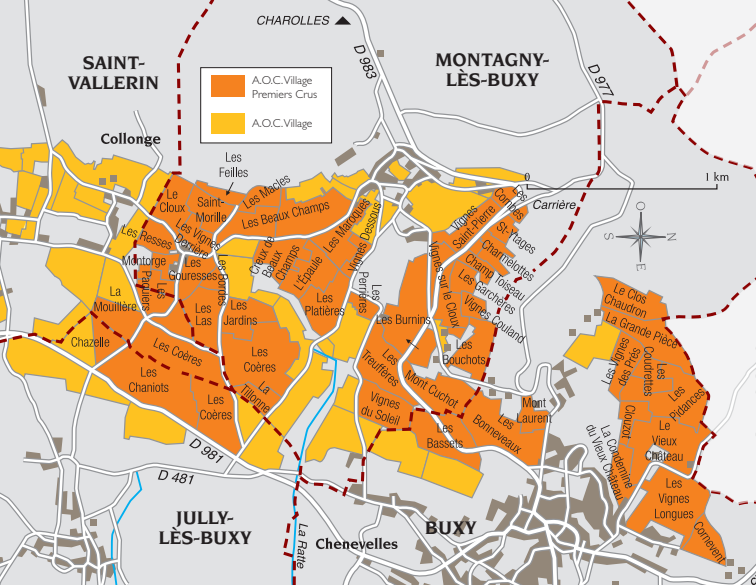 CHAROLLES
D 983
SAINT-
VALLERIN
MONTAGNY-
LÈS-BUXY
D 977
A.O.C. Village
Premiers Crus
A.O.C. Village
Collonge
Les
Feilles
0
1 km
Carrière
O
S
N
E
Le
Cloux
Saint-
Morille
Les Macles
Les Beaux Champs
Les Maroques
Vignes Dessous
Vignes
Saint-Pierre
Les
Combes
St-Ytages
Charmelottes
Champ Toiseau
Les Garchères
Vignes Couland
Les Resses
Les Vignes
Derrière
Montorge
Les
Paquiers
Les
Gouresses
Les Bordes
Creux de
Beaux
Champs
L'Épaule
Les
Platières
Les
Perrières
Vignes sur le Cloux
Les Burnins
Les
Bouchots
La
Mouillère
Les
Las
Les
Jardins
Chazelle
Les Coères
Les
Coères
Les
Chaniots
Les
Coères
La
Tillonne
Les
Treuffères
Mont Cuchot
Vignes
du Soleil
Les
Bassets
Les
Bonneveaux
Mont
Laurent
Le Clos
Chaudron
La Grande Pièce
Les Vignes
des Prés
Les
Coudrettes
Les
Pidances
Clouzot
Le
Vieux
Château
La Condemine
du Vieux Château
Les
Vignes
Longues
Cornevent
D 981
D 481
JULLY-
LÈS-BUXY
La Ratte
Chenevelles
BUXY